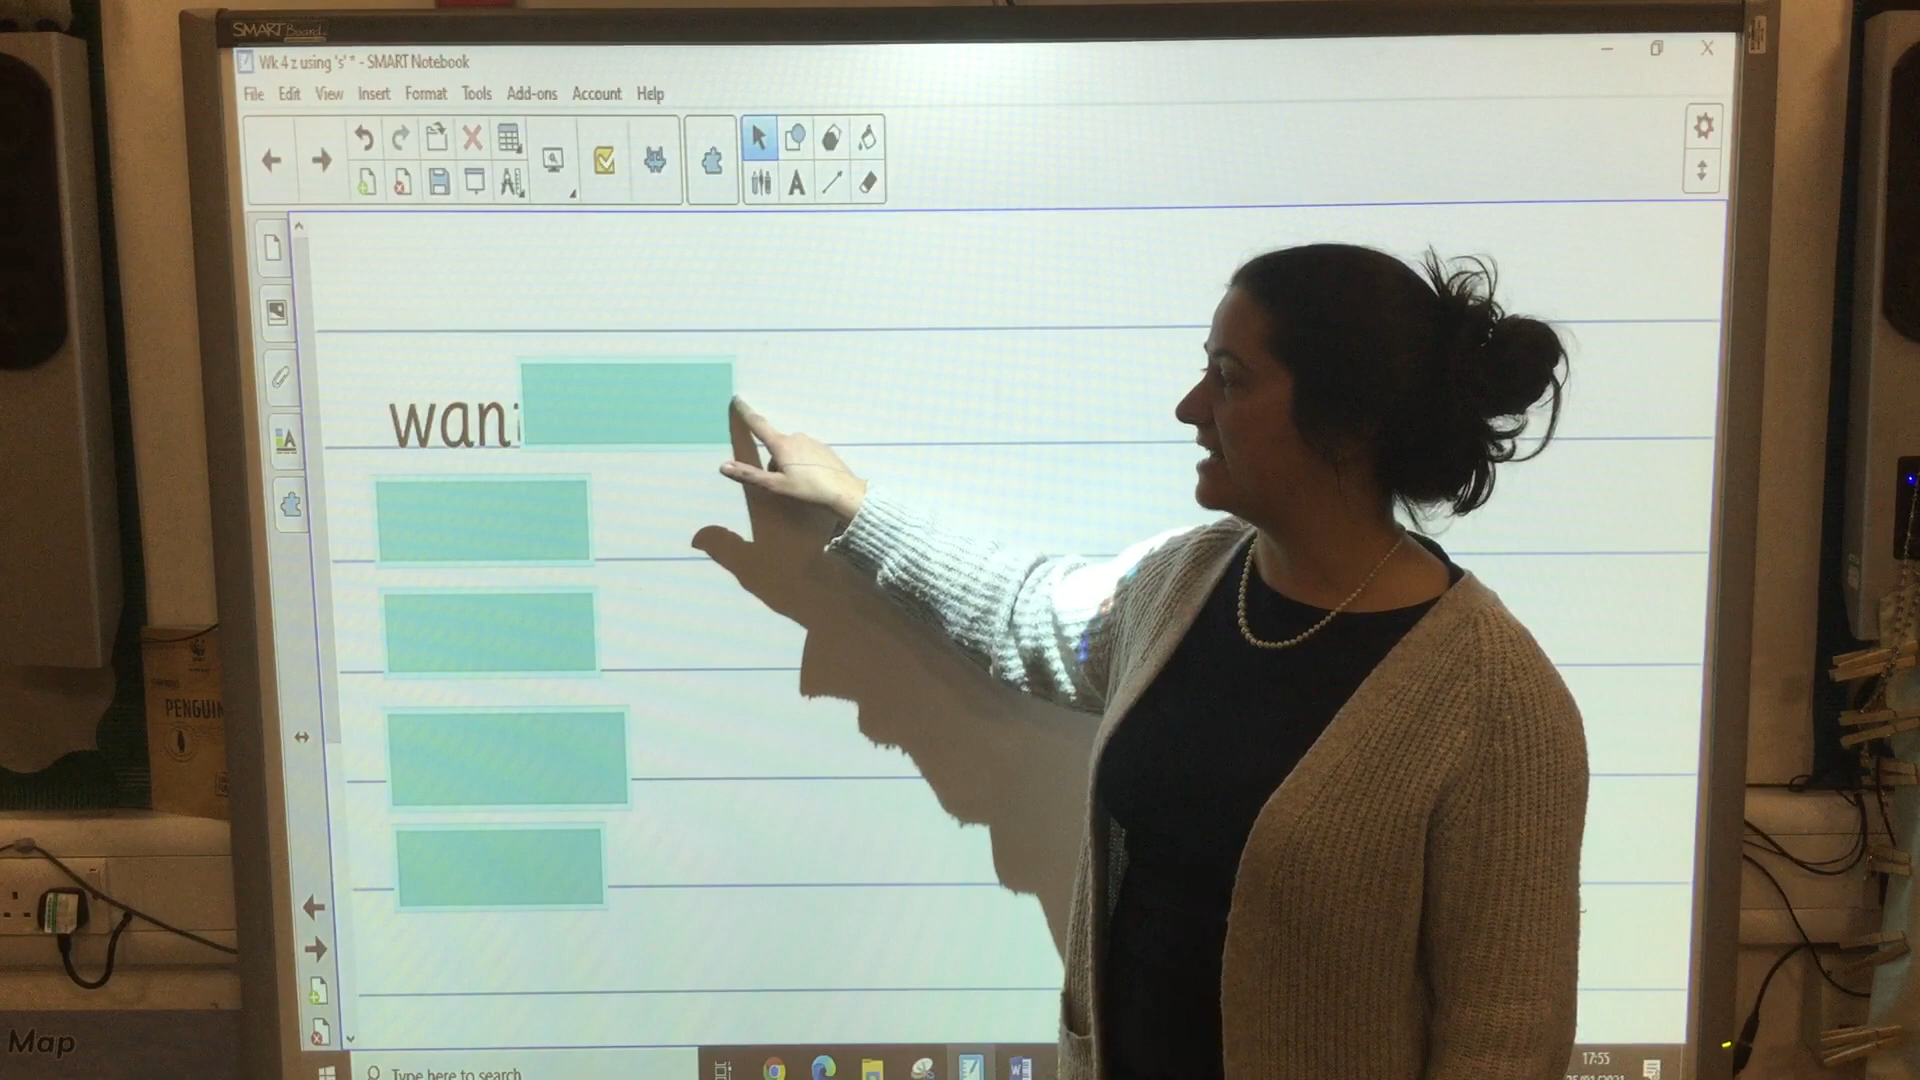 SMART Board
Wk 4 z using 's' * - SMART Notebook
File Edit View Insert Format Tools Add-ons Account Help
wani
PENGUIN
Map
Type here to search
17:55